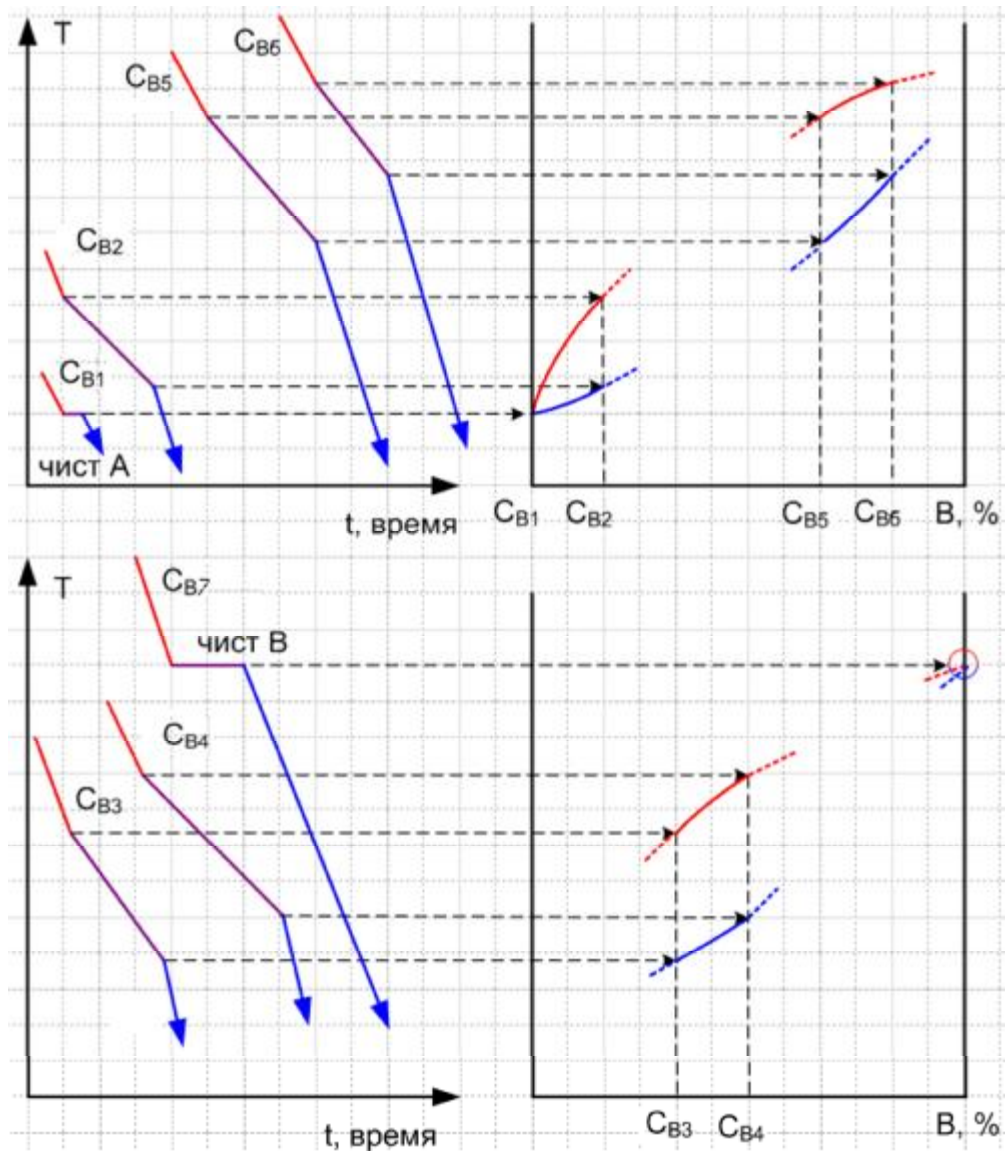 T
C_B6
C_B5
C_B2
C_B1
чист А
t, время
C_B1
C_B2
C_B5
C_B6
B, %
T
C_B7
чист В
C_B4
C_B3
t, время
C_B3
C_B4
B, %